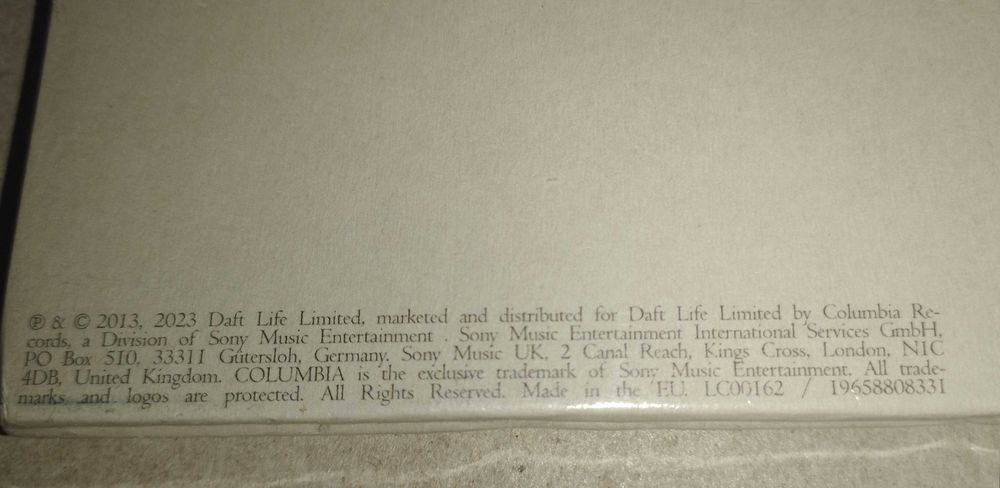 ℗ & © 2013, 2023 Daft Life Limited, marketed and distributed for Daft Life Limited by Columbia Re-
cords, a Division of Sony Music Entertainment . Sony Music Entertainment International Services GmbH,
PO Box 510, 33311 Gütersloh, Germany. Sony Music UK, 2 Canal Reach, Kings Cross, London, N1C
4DB, United Kingdom. COLUMBIA is the exclusive trademark of Sony Music Entertainment. All trade-
marks and logos are protected. All Rights Reserved. Made in the EU. LC00162 / 19658808331